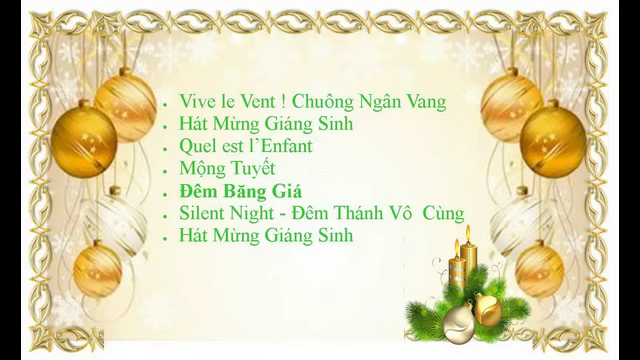 Vive le Vent ! Chuông Ngân Vang
Hát Mừng Giáng Sinh
Quel est l’Enfant
Mộng Tuyết
Đêm Băng Giá
Silent Night - Đêm Thánh Vô Cùng
Hát Mừng Giáng Sinh